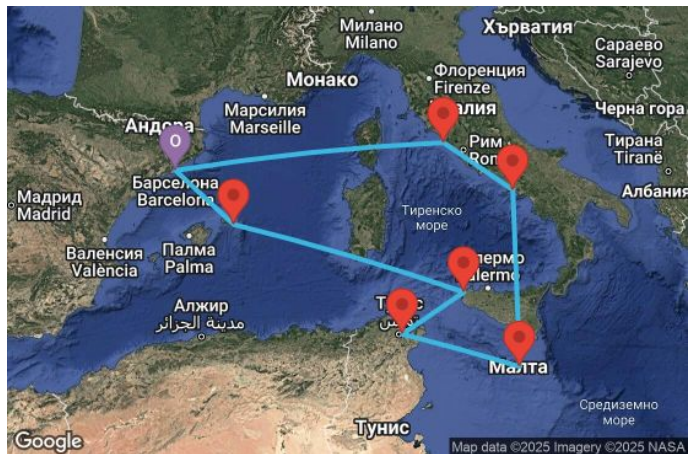 Милано
Milano
Хърватия
Сараево
Sarajevo
Монако
Флоренция
Firenze
Марсилия
Marseille
Черна гора
Андора
O
Тирана
Tiranë
Мадрид
Madrid
Барселона
Barcelona
Албания
Тиренско
море
Валенсия
València
Палма
Palma
Алжир
مدينة الجزائر
Малта
Средиземно
море
Тунис
Google
Map data ©2025 Imagery ©2025 NASA